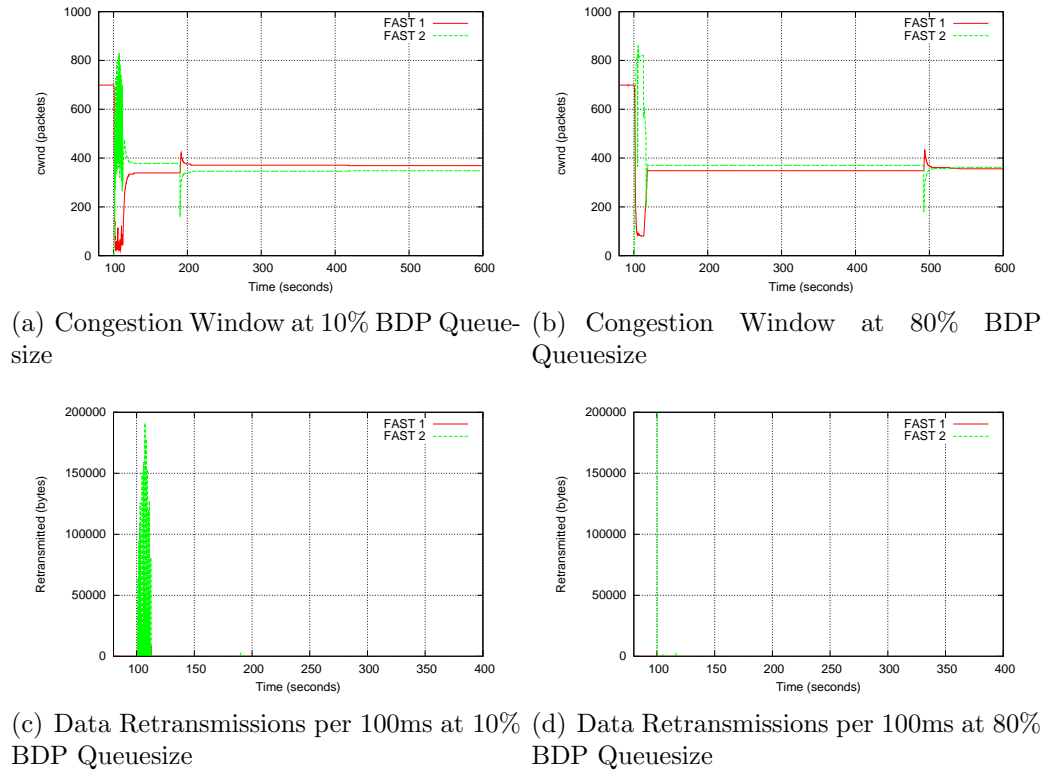 1000
800
600
400
200
0
cwnd (packets)
100 200 300 400 500 600
Time (seconds)
FAST 1
FAST 2
1000
800
600
400
200
0
cwnd (packets)
100 200 300 400 500 600
Time (seconds)
FAST 1
FAST 2
(a) Congestion Window at 10% BDP Queue-
size
(b) Congestion Window at 80% BDP
Queuesize
200000
150000
100000
50000
0
Retransmitted (bytes)
100 150 200 250 300 350 400
Time (seconds)
FAST 1
FAST 2
200000
150000
100000
50000
0
Retransmitted (bytes)
100 150 200 250 300 350 400
Time (seconds)
FAST 1
FAST 2
(c) Data Retransmissions per 100ms at 10%
BDP Queuesize
(d) Data Retransmissions per 100ms at 80%
BDP Queuesize